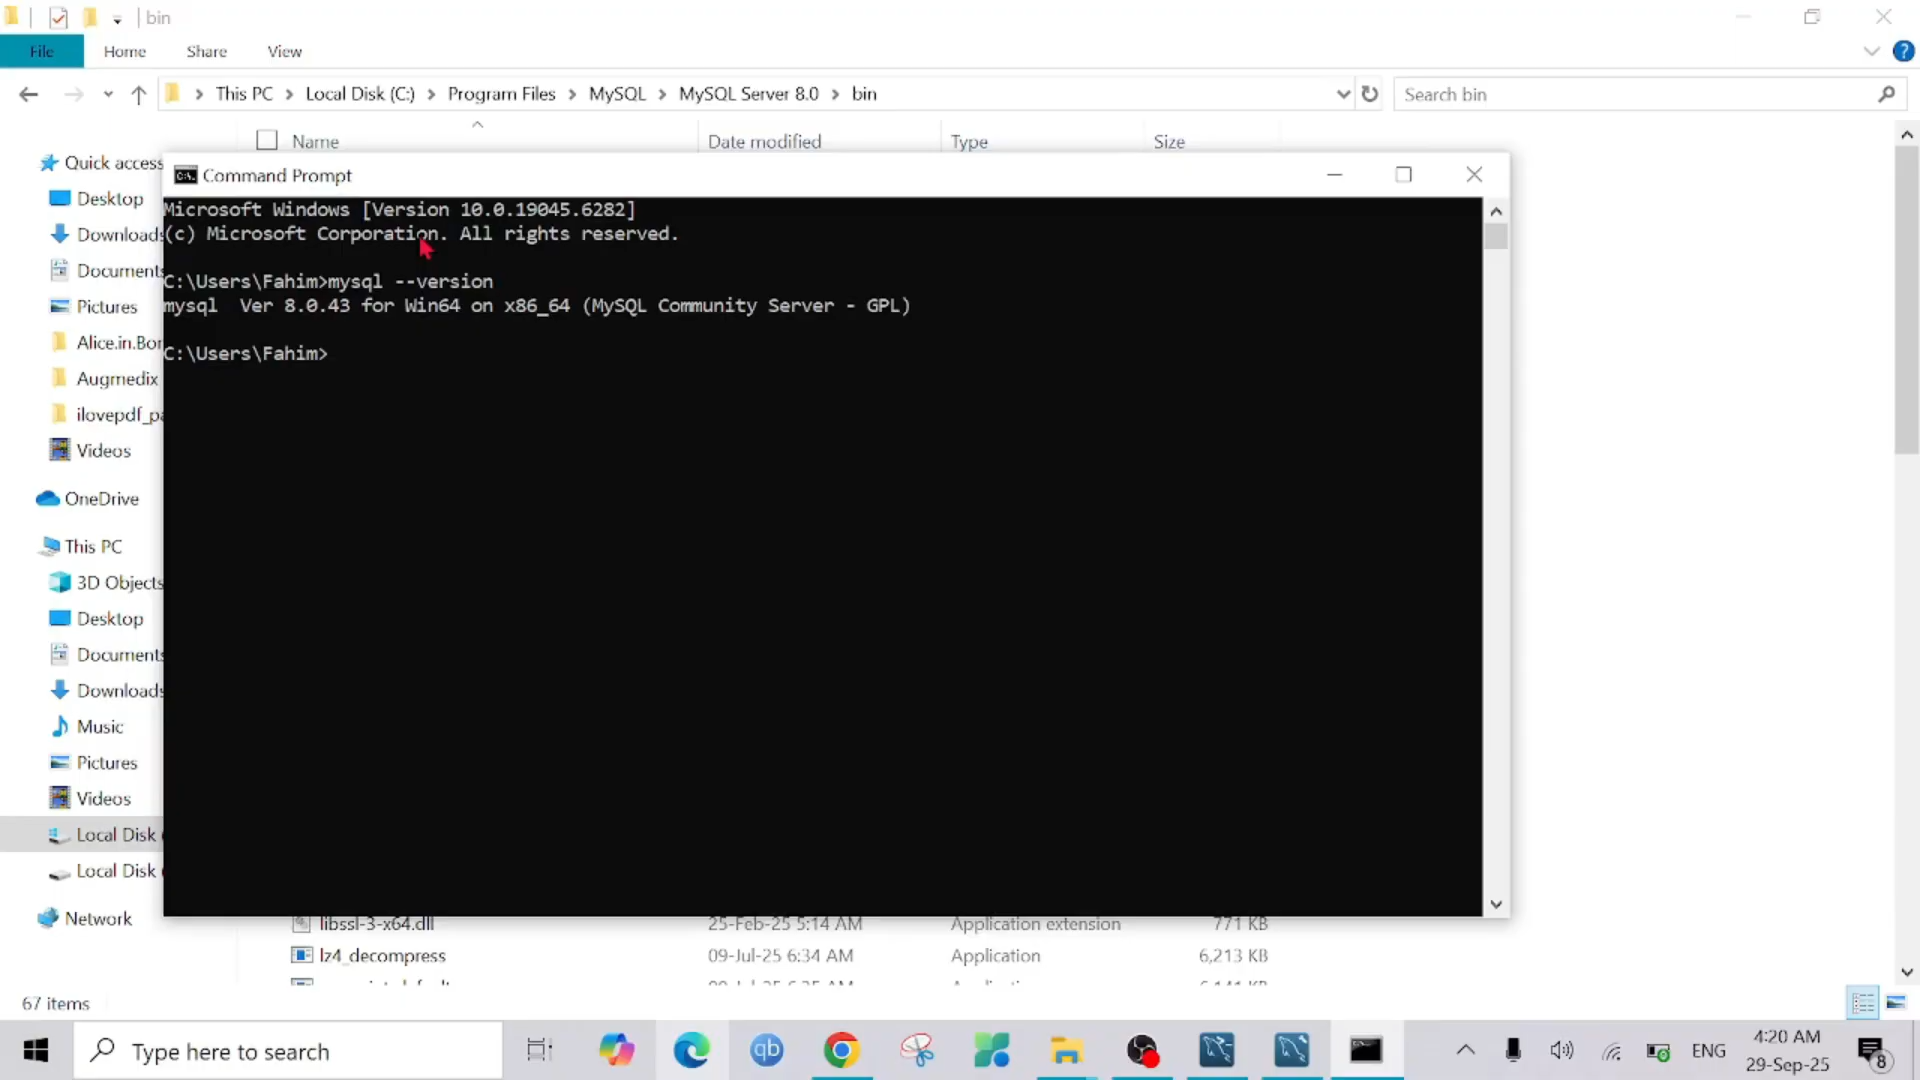 bin
File Home Share View
This PC Local Disk (C:) Program Files MySQL MySQL Server 8.0 bin Search bin
Name Date modified Type Size
Quick access
Desktop
Downloads
Documents
Pictures
Alice.in.Bor
Augmedix
ilovepdf_pa
Videos
OneDrive
This PC
3D Objects
Desktop
Documents
Downloads
Music
Pictures
Videos
Local Disk (
Local Disk (
Network
Command Prompt
Microsoft Windows [Version 10.0.19045.6282]
(c) Microsoft Corporation. All rights reserved.
C:\Users\Fahim>mysql --version
mysql  Ver 8.0.43 for Win64 on x86_64 (MySQL Community Server - GPL)
C:\Users\Fahim>
libssl-3-x64.dll 25-Feb-25 5:14 AM Application extension 771 KB
lz4_decompress 09-Jul-25 6:34 AM Application 6,213 KB
67 items
Type here to search
qb
ENG
4:20 AM
29-Sep-25
8